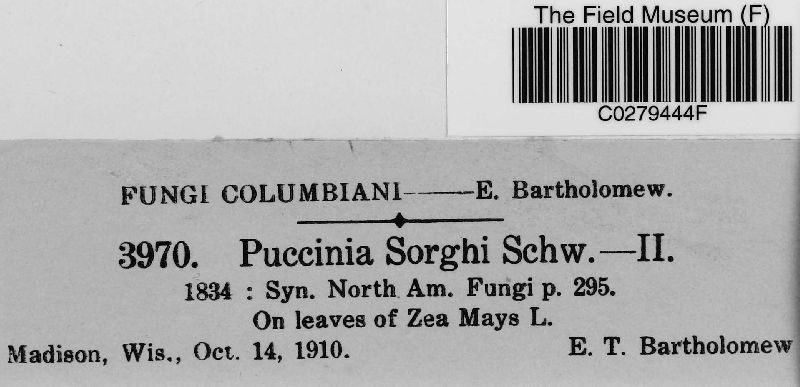 The Field Museum (F)
C0279444F
FUNGI COLUMBIANI——E. Bartholomew.
3970. Puccinia Sorghi Schw.—II.
1834 : Syn. North Am. Fungi p. 295.
On leaves of Zea Mays L.
Madison, Wis., Oct. 14, 1910. E. T. Bartholomew